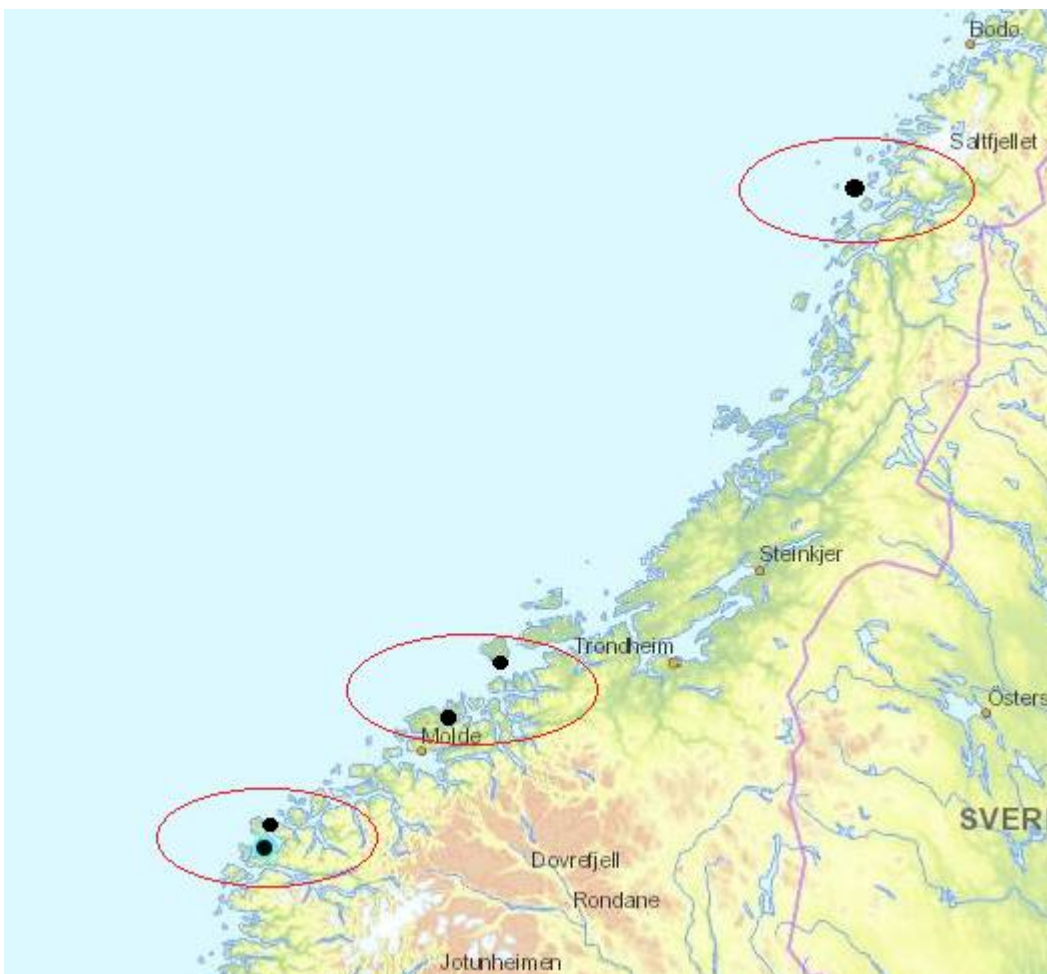 Bodø
Saltfjellet
Steinkjer
Trondheim
Östers
Molde
SVER
Dovrefjell
Rondane
Jotunheimen